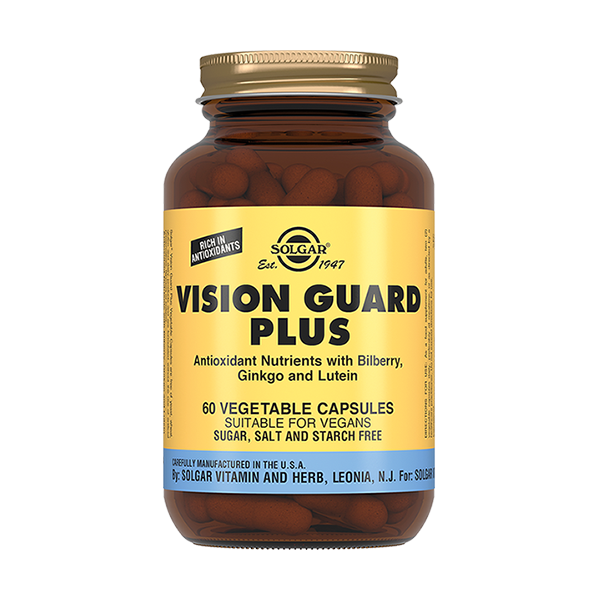 RICH IN
ANTIOXIDANTS
SOLGAR®
Est. 1947
VISION GUARD
PLUS
Antioxidant Nutrients with Bilberry,
Ginkgo and Lutein
60 VEGETABLE CAPSULES
SUITABLE FOR VEGANS
SUGAR, SALT AND STARCH FREE
CAREFULLY MANUFACTURED IN THE U.S.A.
By: SOLGAR VITAMIN AND HERB, LEONIA, N.J. For: SOLGAR